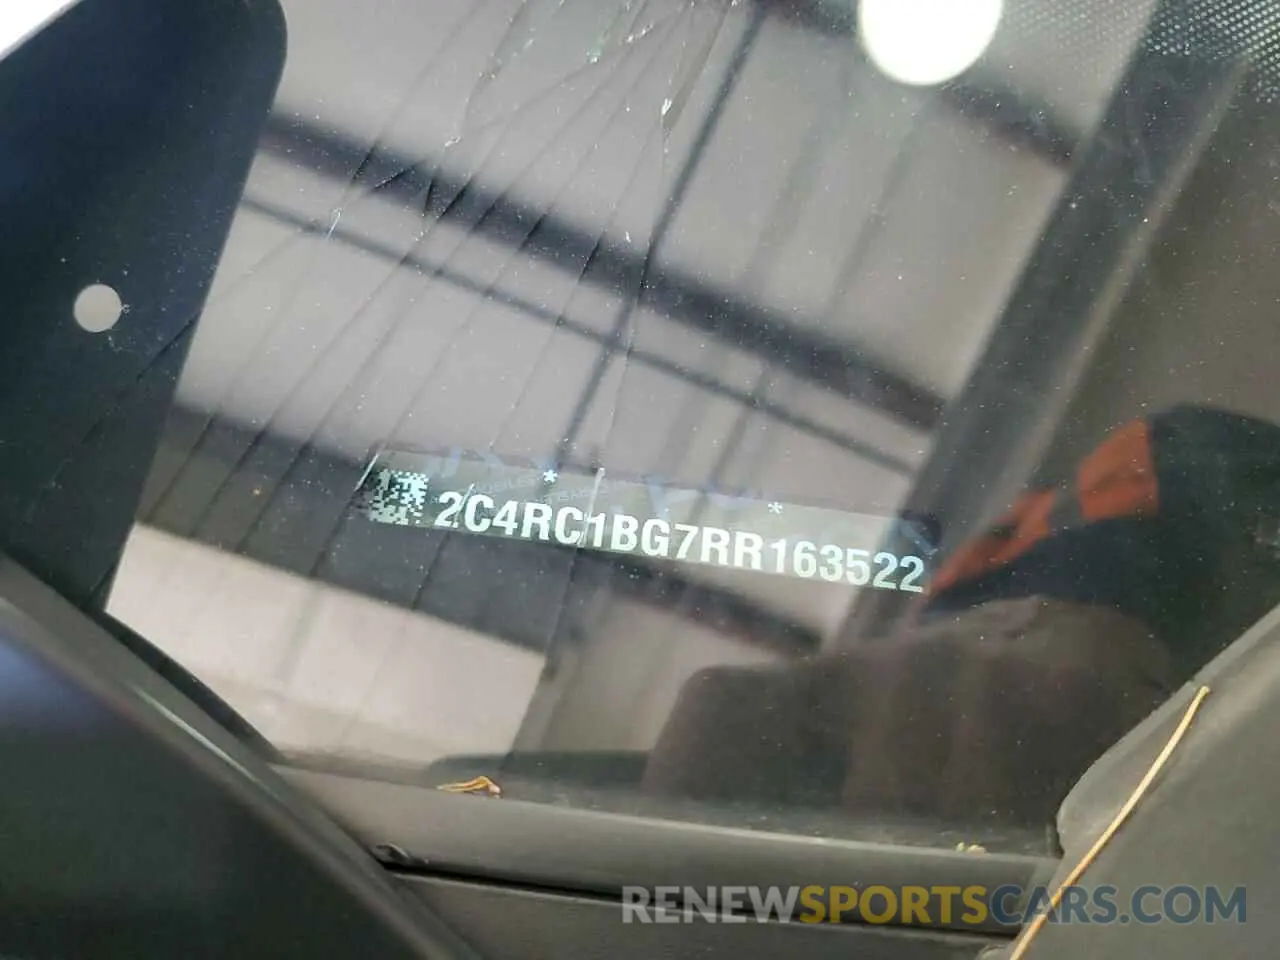 * *
2C4RC1BG7RR163522
RENEWSPORTSCARS.COM